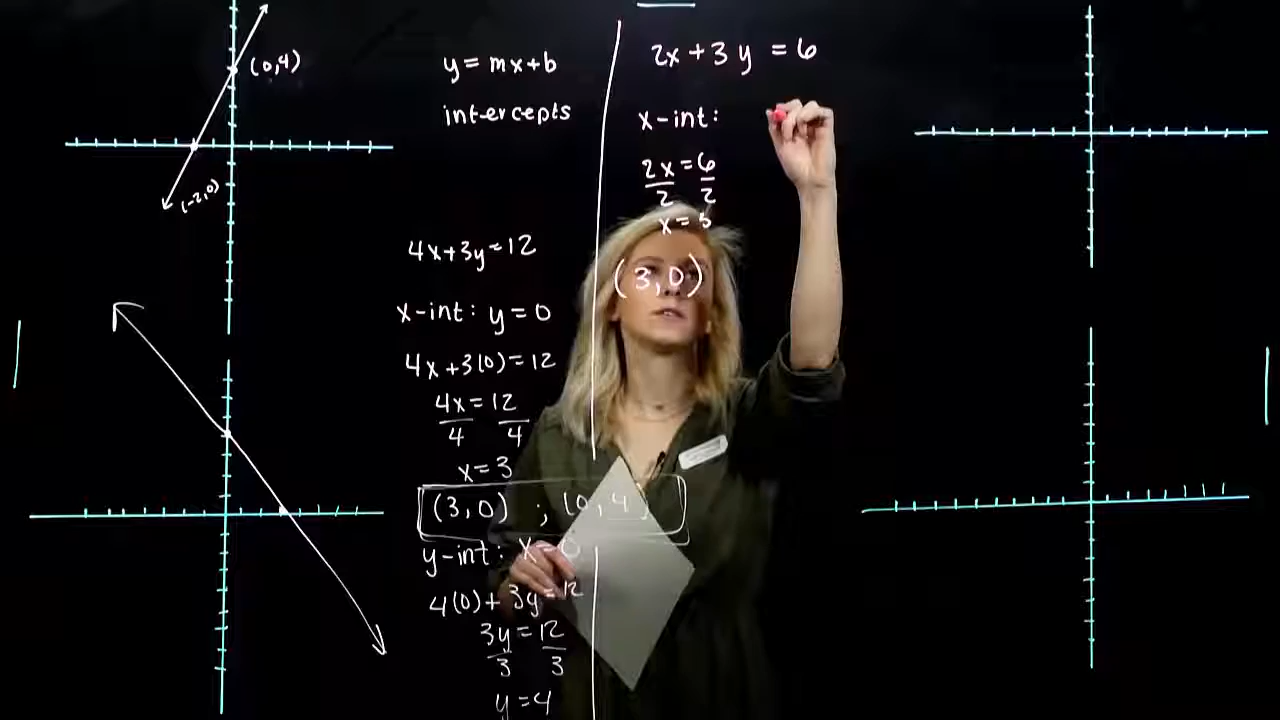 (0,4)
(-2,0)
y = mx+b
intercepts
4x+3y=12
x-int: y=0
4x+3(0)=12
4x=12
4 4
x=3
(3,0) ; (0,4)
y-int: x=0
4(0)+3y=12
3y=12
3 3
y=4
2x+3y=6
x-int:
2x=6
2 2
x=3
(3,0)